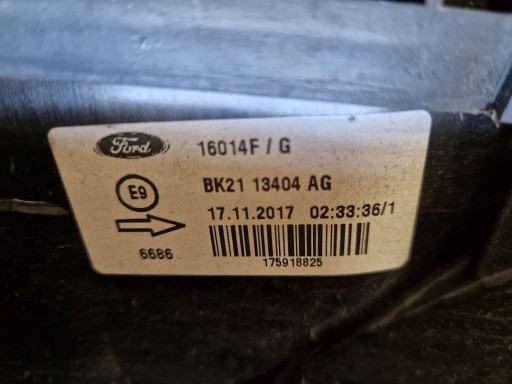 Ford
16014F / G
BK21 13404 AG
E9
17.11.2017 02:33:36/1
6686
175918825